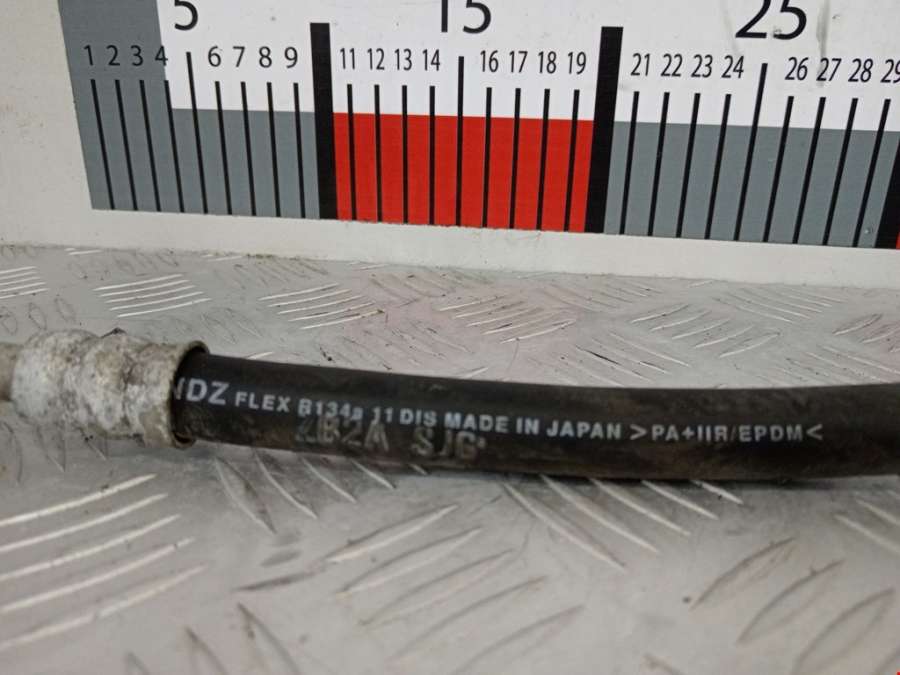 5 15 25
1 2 3 4 6 7 8 9 11 12 13 14 16 17 18 19 21 22 23 24 26 27 28 29
NDZ FLEX R134a 11 DIS MADE IN JAPAN >PA+IIR/EPDM<
2B2A SJG